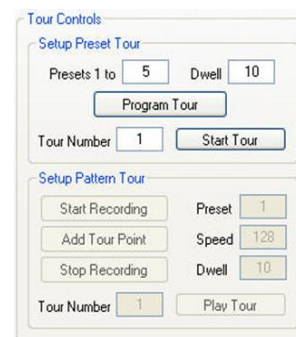 Tour Controls
Setup Preset Tour
Presets 1 to 5 Dwell 10
Program Tour
Tour Number 1 Start Tour
Setup Pattern Tour
Start Recording Preset 1
Add Tour Point Speed 128
Stop Recording Dwell 10
Tour Number 1 Play Tour